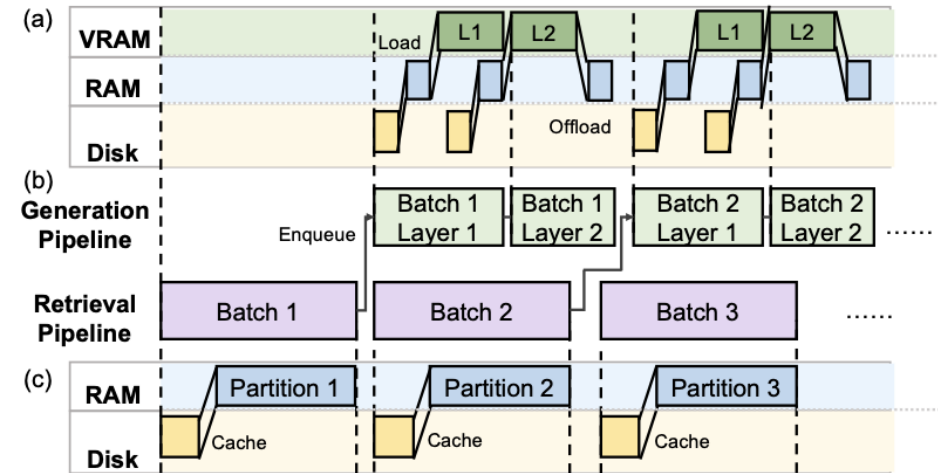 (a)
VRAM
Load
L1
L2
L1
L2
RAM
Offload
Disk
(b)
Generation
Pipeline
Enqueue
Batch 1
Layer 1
Batch 1
Layer 2
Batch 2
Layer 1
Batch 2
Layer 2
......
Retrieval
Pipeline
Batch 1
Batch 2
Batch 3
......
(c)
RAM
Partition 1
Partition 2
Partition 3
Disk
Cache
Cache
Cache